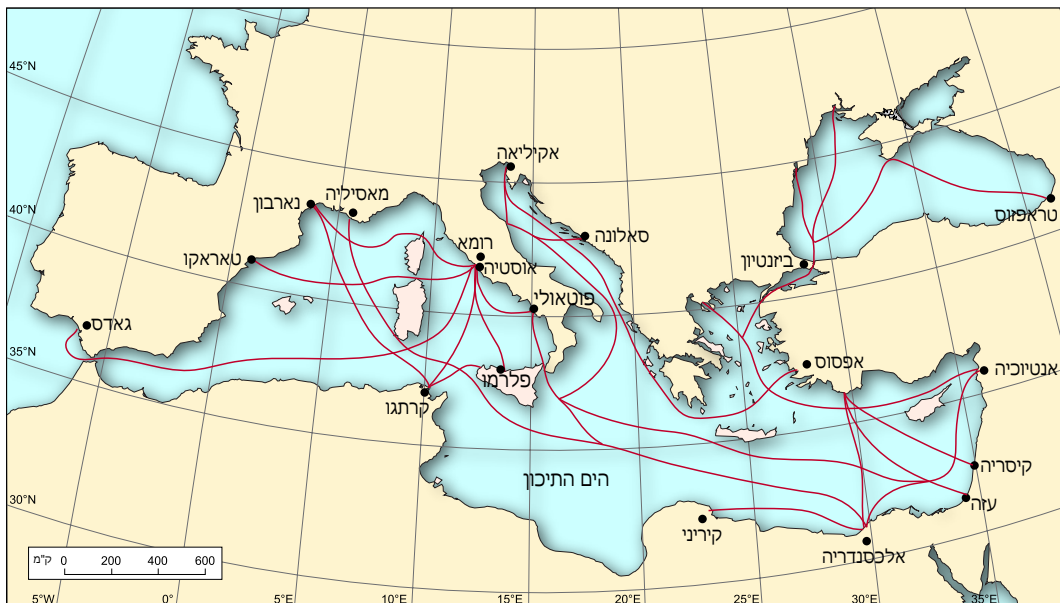 45°N
40°N
35°N
30°N
אקיליאה
מאסיליה
נארבון
טראפזוס
סאלונה
רומא
ביזנטיון
טאראקו
אוסטיה
פוטאולי
גאדס
אפסוס
אנטיוכיה
פלרמו
קרתגו
קיסריה
הים התיכון
עזה
קיריני
אלכסנדריה
ק"מ 0 200 400 600
5°W 0° 5°E 10°E 15°E 20°E 25°E 30°E 35°E